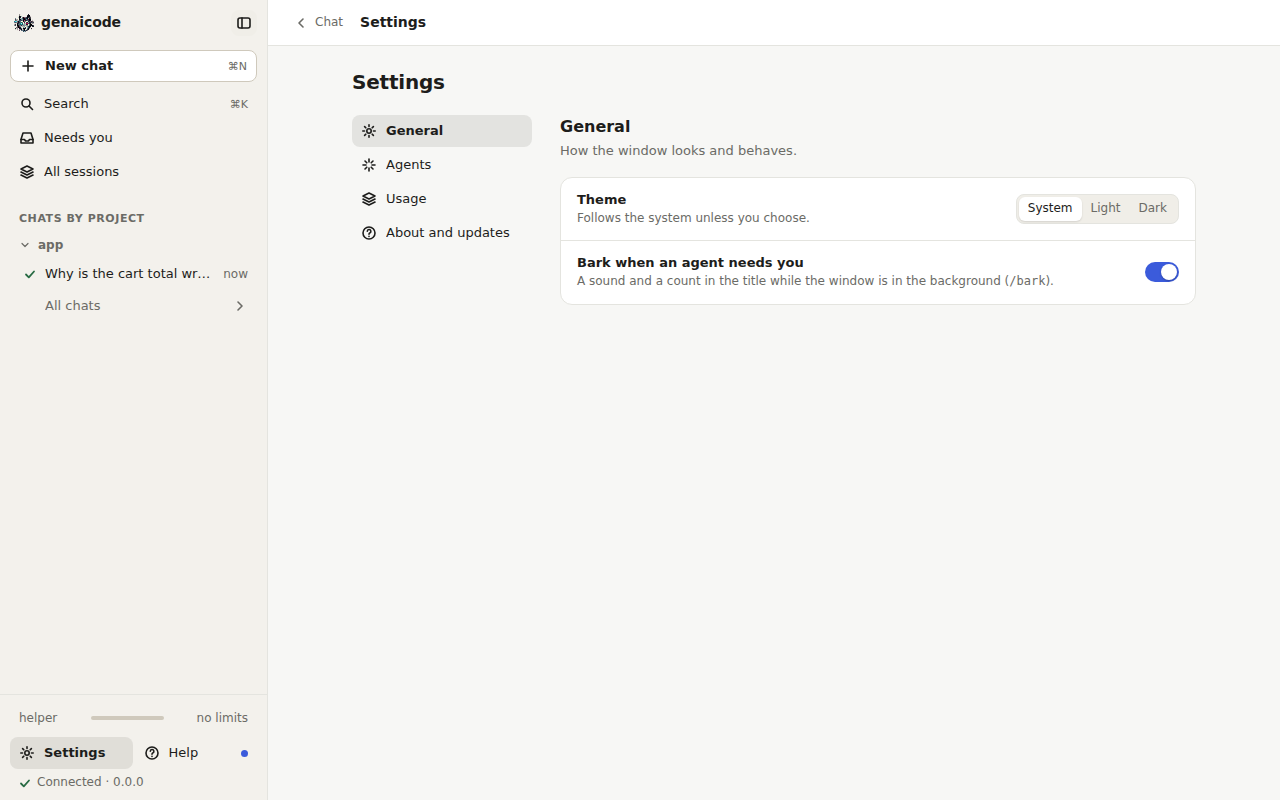 genaicode
New chat ⌘N
Search ⌘K
Needs you
All sessions
CHATS BY PROJECT
app
Why is the cart total wr... now
All chats
helper no limits
Settings Help
Connected · 0.0.0
Chat Settings
Settings
General
Agents
Usage
About and updates
General
How the window looks and behaves.
Theme
Follows the system unless you choose.
System Light Dark
Bark when an agent needs you
A sound and a count in the title while the window is in the background (/bark).